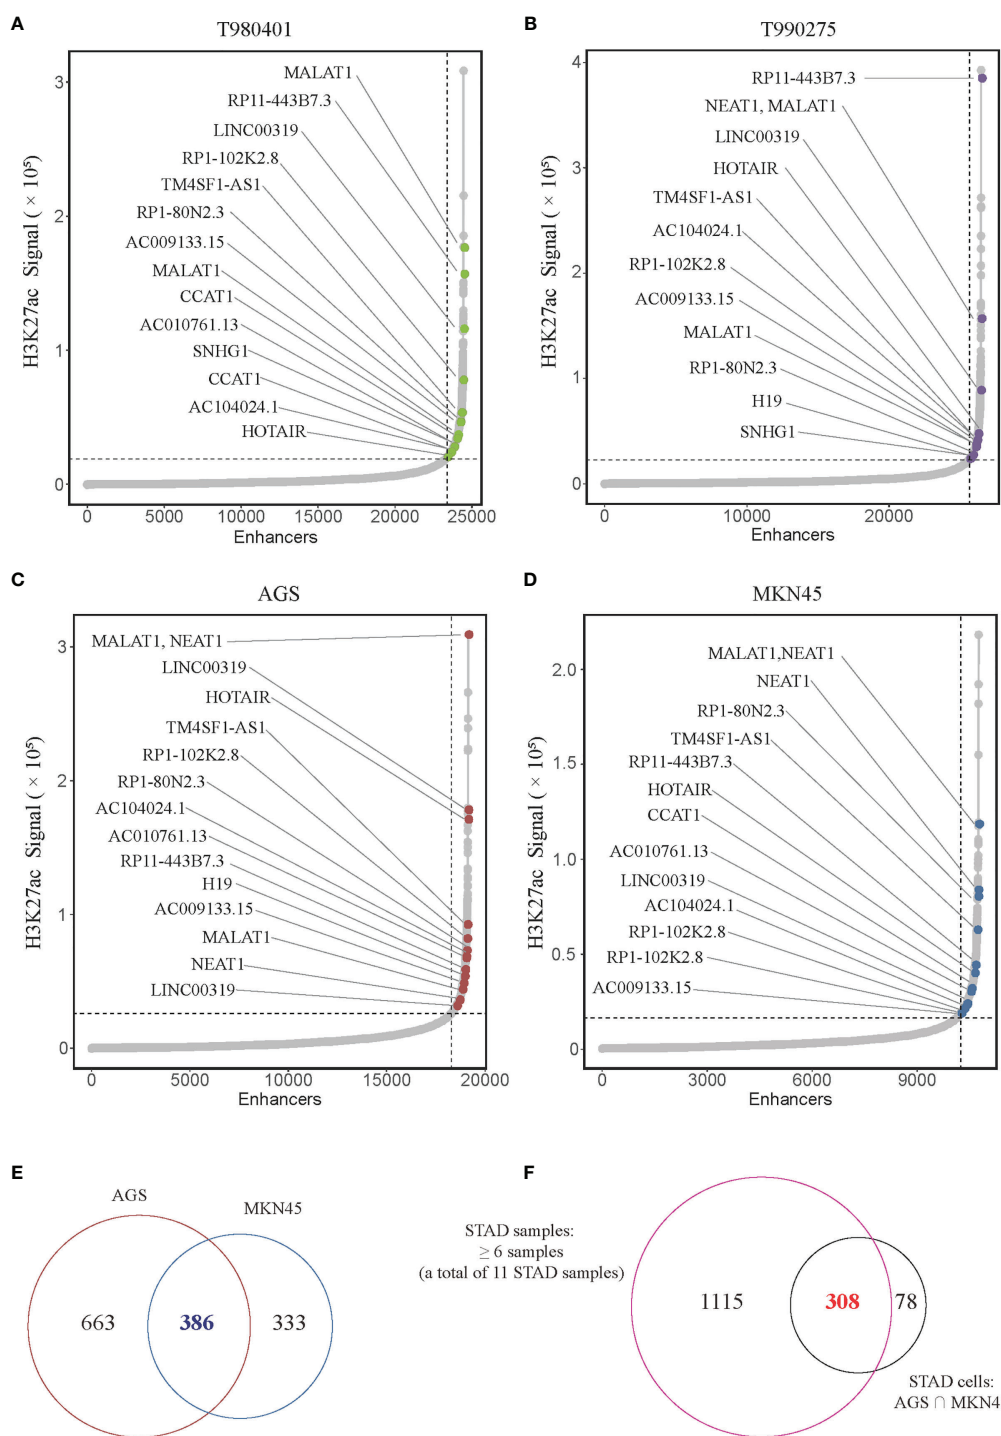 A
T980401
H3K27ac Signal ( × 10⁵)
3
2
1
0
MALAT1
RP11-443B7.3
LINC00319
RP1-102K2.8
TM4SF1-AS1
RP1-80N2.3
AC009133.15
MALAT1
CCAT1
AC010761.13
SNHG1
CCAT1
AC104024.1
HOTAIR
0 5000 10000 15000 20000 25000
Enhancers
B
T990275
H3K27ac Signal ( × 10⁵)
4
3
2
1
0
RP11-443B7.3
NEAT1, MALAT1
LINC00319
HOTAIR
TM4SF1-AS1
AC104024.1
RP1-102K2.8
AC009133.15
MALAT1
RP1-80N2.3
H19
SNHG1
0 10000 20000
Enhancers
C
AGS
H3K27ac Signal ( × 10⁵)
3
2
1
0
MALAT1, NEAT1
LINC00319
HOTAIR
TM4SF1-AS1
RP1-102K2.8
RP1-80N2.3
AC104024.1
AC010761.13
RP11-443B7.3
H19
AC009133.15
MALAT1
NEAT1
LINC00319
0 5000 10000 15000 20000
Enhancers
D
MKN45
H3K27ac Signal ( × 10⁵)
2.0
1.5
1.0
0.5
0
MALAT1,NEAT1
NEAT1
RP1-80N2.3
TM4SF1-AS1
RP11-443B7.3
HOTAIR
CCAT1
AC010761.13
LINC00319
AC104024.1
RP1-102K2.8
RP1-102K2.8
AC009133.15
0 3000 6000 9000
Enhancers
E
AGS
MKN45
663
386
333
F
STAD samples:
≥ 6 samples
(a total of 11 STAD samples)
1115
308
78
STAD cells:
AGS ∩ MKN4